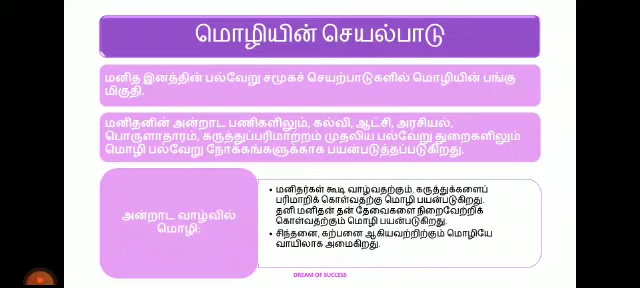 மொழியின் செயல்பாடு
மனித இனத்தின் பல்வேறு சமூகச் செயற்பாடுகளில் மொழியின் பங்கு
மிகுதி.
மனிதனின் அன்றாட பணிகளிலும், கல்வி, ஆட்சி, அரசியல்,
பொருளாதாரம், கருத்துப்பரிமாற்றம் முதலிய பல்வேறு துறைகளிலும்
மொழி பல்வேறு நோக்கங்களுக்காக பயன்படுத்தப்படுகிறது.
அன்றாட வாழ்வில்
மொழி:
• மனிதர்கள் கூடி வாழ்வதற்கும், கருத்துக்களைப்
பரிமாறிக் கொள்வதற்கு மொழி பயன்படுகிறது.
தனி மனிதன் தன் தேவைகளை நிறைவேற்றிக்
கொள்வதற்கும் மொழி பயன்படுகிறது.
• சிந்தனை, கற்பனை ஆகியவற்றிற்கும் மொழியே
வாயிலாக அமைகிறது.
DREAM OF SUCCESS